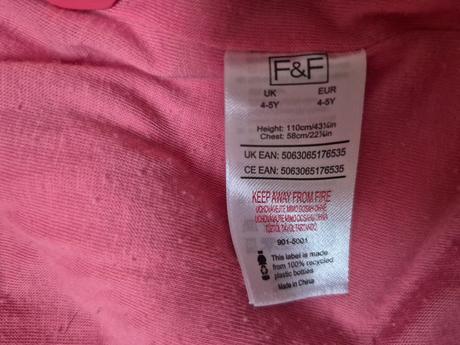 F&F
UK EUR
4-5Y 4-5Y
Height: 110cm/43¼in
Chest: 58cm/22¾in
UK EAN: 5063065176535
CE EAN: 5063065176535
KEEP AWAY FROM FIRE
901-5001
This label is made
from 100% recycled
plastic bottles
Made in China